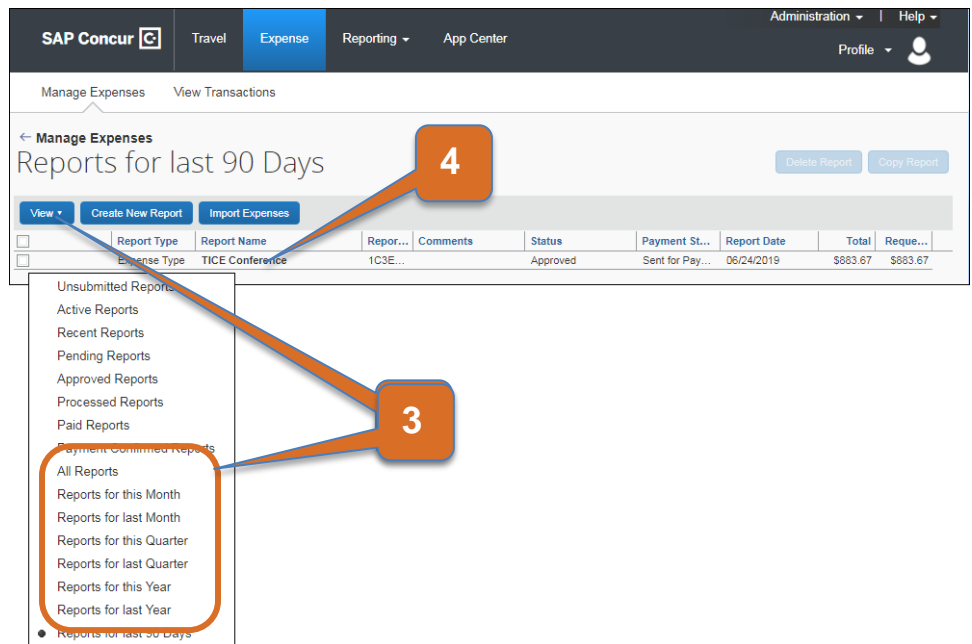 Administration | Help
SAP Concur C Travel Expense Reporting App Center
Profile
Manage Expenses View Transactions
← Manage Expenses
Reports for last 90 Days
Delete Report Copy Report
4
View Create New Report Import Expenses
Report Type Report Name Repor... Comments Status Payment St... Report Date Total Reque...
Expense Type TICE Conference 1C3E... Approved Sent for Pay... 06/24/2019 $883.67 $883.67
Unsubmitted Reports
Active Reports
Recent Reports
Pending Reports
Approved Reports
Processed Reports
Paid Reports
3
Payment Confirmed Reports
All Reports
Reports for this Month
Reports for last Month
Reports for this Quarter
Reports for last Quarter
Reports for this Year
Reports for last Year
Reports for last 90 Days